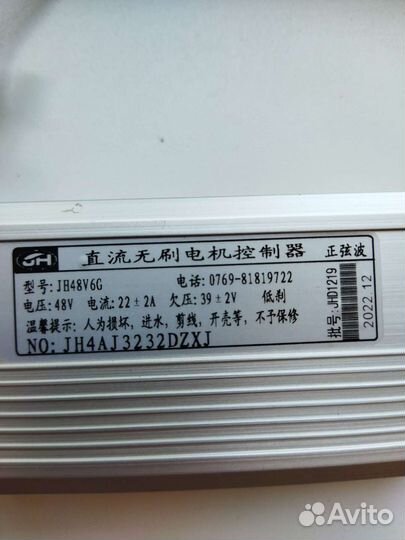 JH 直流无刷电机控制器 正弦波
型号: JH48V6G 电话: 0769-81819722
电压: 48V 电流: 22±2A 欠压: 39±2V 低刹
温馨提示: 人为损坏, 进水, 剪线, 开壳等, 不予保修
NO: JH4AJ3232DZXJ
批号: JHD1219
2022 12
Avito